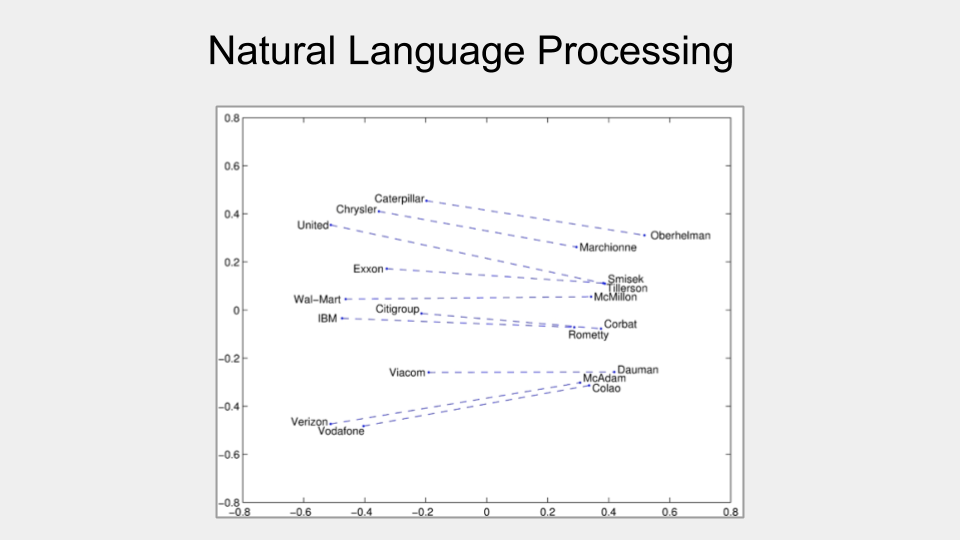 Natural Language Processing
0.8
0.6
0.4
0.2
0
−0.2
−0.4
−0.6
−0.8
Caterpillar
Chrysler
United
Oberhelman
Marchionne
Exxon
Smisek
Tillerson
Wal−Mart
McMillon
Citigroup
IBM
Corbat
Rometty
Viacom
Dauman
McAdam
Colao
Verizon
Vodafone
−0.8 −0.6 −0.4 −0.2 0 0.2 0.4 0.6 0.8